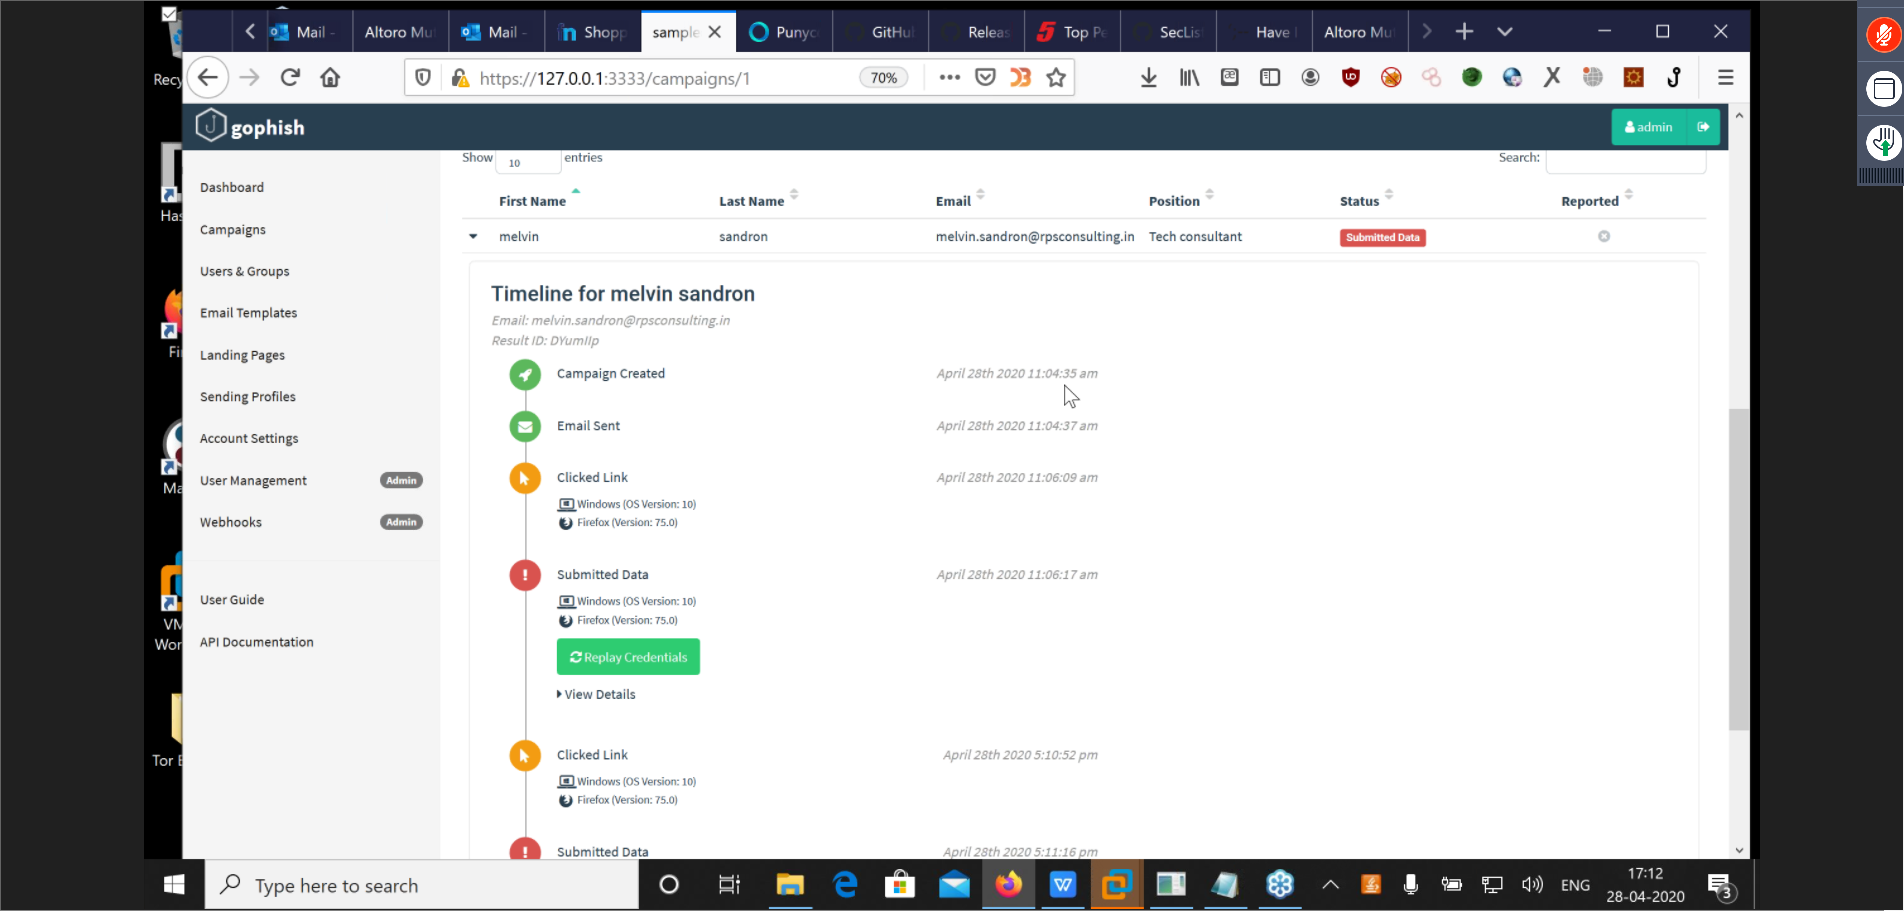 Mail -
Altoro Mut
Mail -
in Shopp
sample
Punyc
GitHub
Releas
5 Top Pe
SecLis
Have I
Altoro Mut
https://127.0.0.1:3333/campaigns/1
70%
gophish
admin
Recy
Has
Fi
Ma
VM
Wor
Tor B
Dashboard
Campaigns
Users & Groups
Email Templates
Landing Pages
Sending Profiles
Account Settings
User Management Admin
Webhooks Admin
User Guide
API Documentation
Show 10 entries
Search:
First Name Last Name Email Position Status Reported
melvin sandron melvin.sandron@rpsconsulting.in Tech consultant Submitted Data
Timeline for melvin sandron
Email: melvin.sandron@rpsconsulting.in
Result ID: DYumIIp
Campaign Created April 28th 2020 11:04:35 am
Email Sent April 28th 2020 11:04:37 am
Clicked Link April 28th 2020 11:06:09 am
Windows (OS Version: 10)
Firefox (Version: 75.0)
Submitted Data April 28th 2020 11:06:17 am
Windows (OS Version: 10)
Firefox (Version: 75.0)
Replay Credentials
View Details
Clicked Link April 28th 2020 5:10:52 pm
Windows (OS Version: 10)
Firefox (Version: 75.0)
Submitted Data April 28th 2020 5:11:16 pm
Type here to search
ENG
17:12
28-04-2020
3